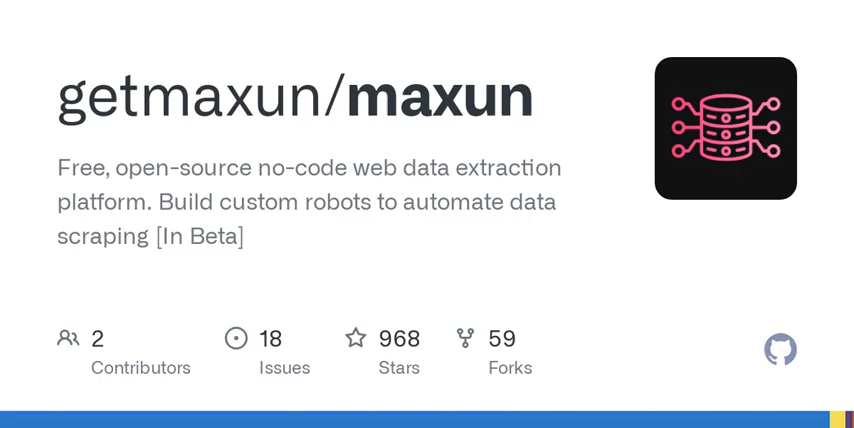 getmaxun/maxun
Free, open-source no-code web data extraction
platform. Build custom robots to automate data
scraping [In Beta]
2
Contributors
18
Issues
968
Stars
59
Forks